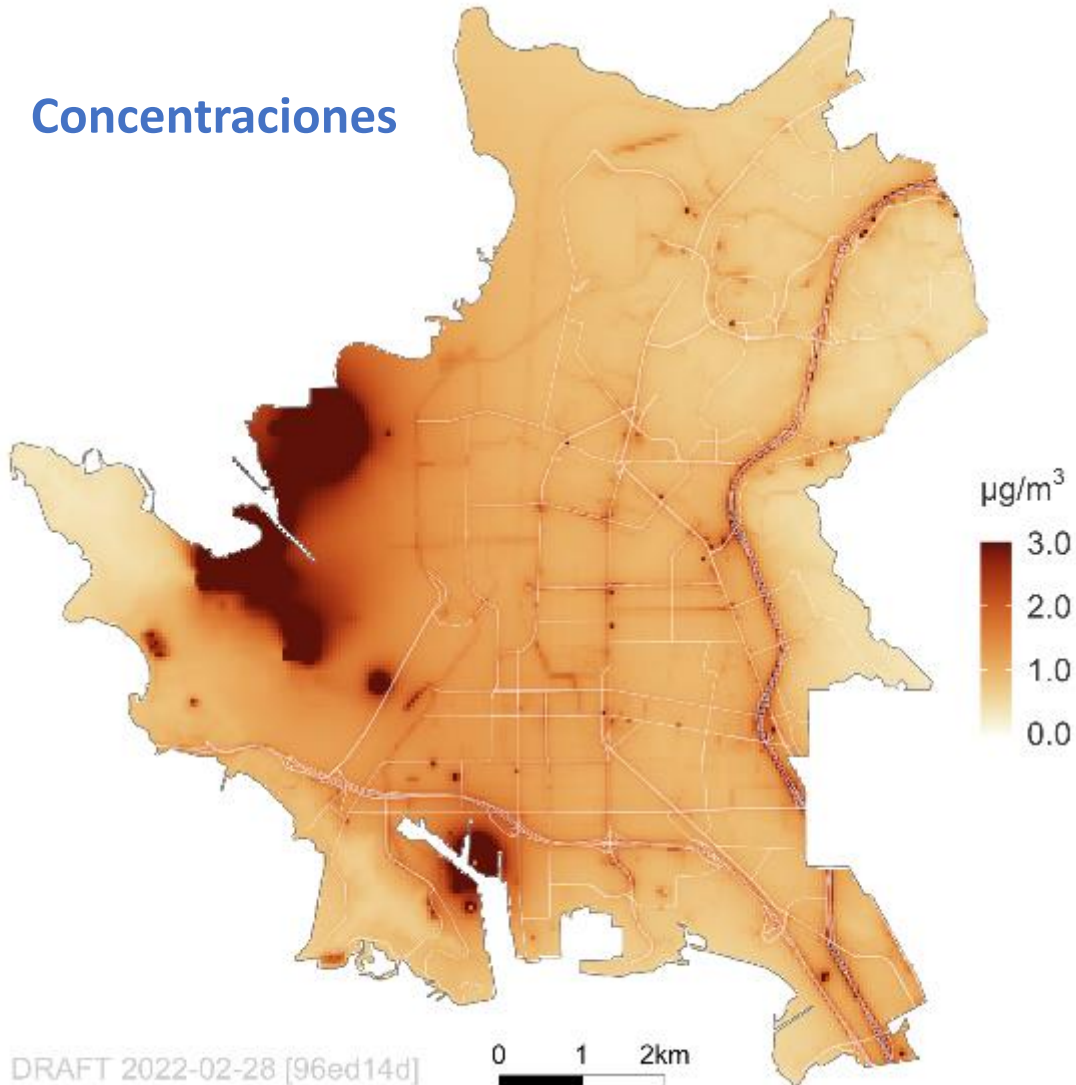 Concentraciones
µg/m³
3.0
2.0
1.0
0.0
0 1 2km
DRAFT 2022-02-28 [96ed14d]